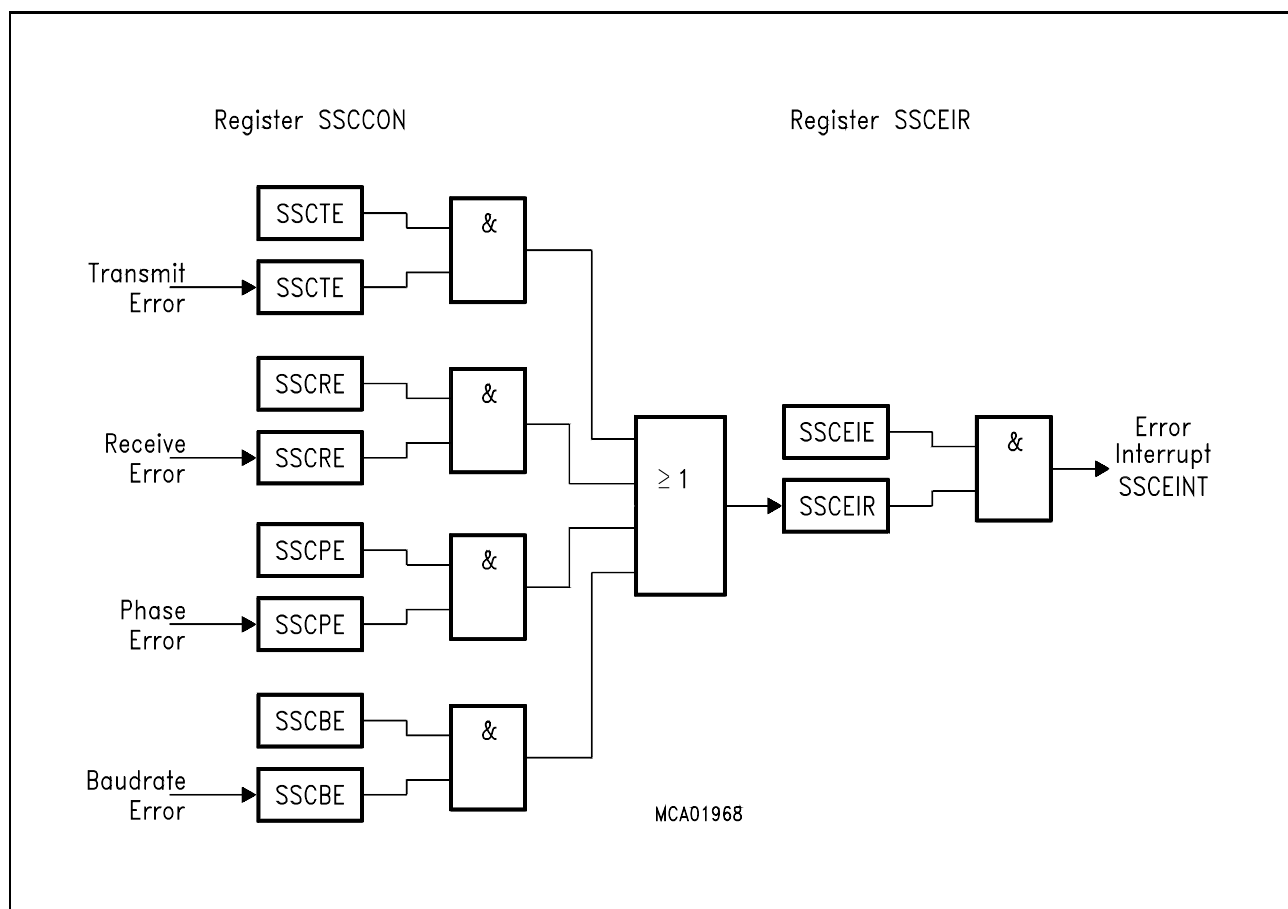 Register SSCCON
Register SSCEIR
SSCTE
&
Transmit
Error
SSCTE
SSCRE
&
Receive
Error
SSCRE
SSCPE
&
Phase
Error
SSCPE
SSCBE
&
Baudrate
Error
SSCBE
≥ 1
SSCEIE
SSCEIR
&
Error
Interrupt
SSCEINT
MCA01968